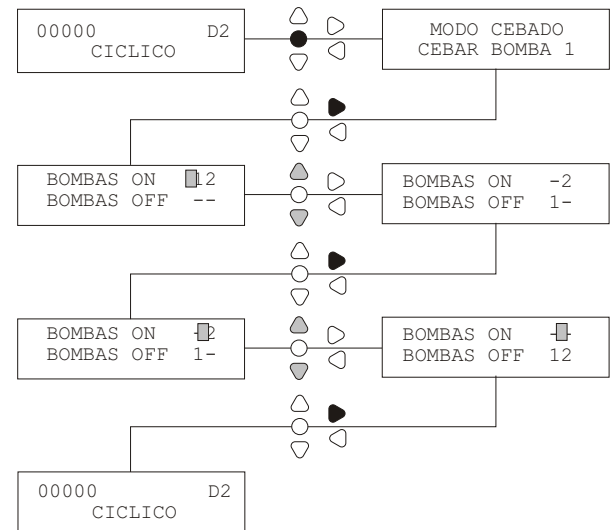 00000 D2
CICLICO
MODO CEBADO
CEBAR BOMBA 1
BOMBAS ON 12
BOMBAS OFF --
BOMBAS ON -2
BOMBAS OFF 1-
BOMBAS ON -2
BOMBAS OFF 1-
BOMBAS ON --
BOMBAS OFF 12
00000 D2
CICLICO